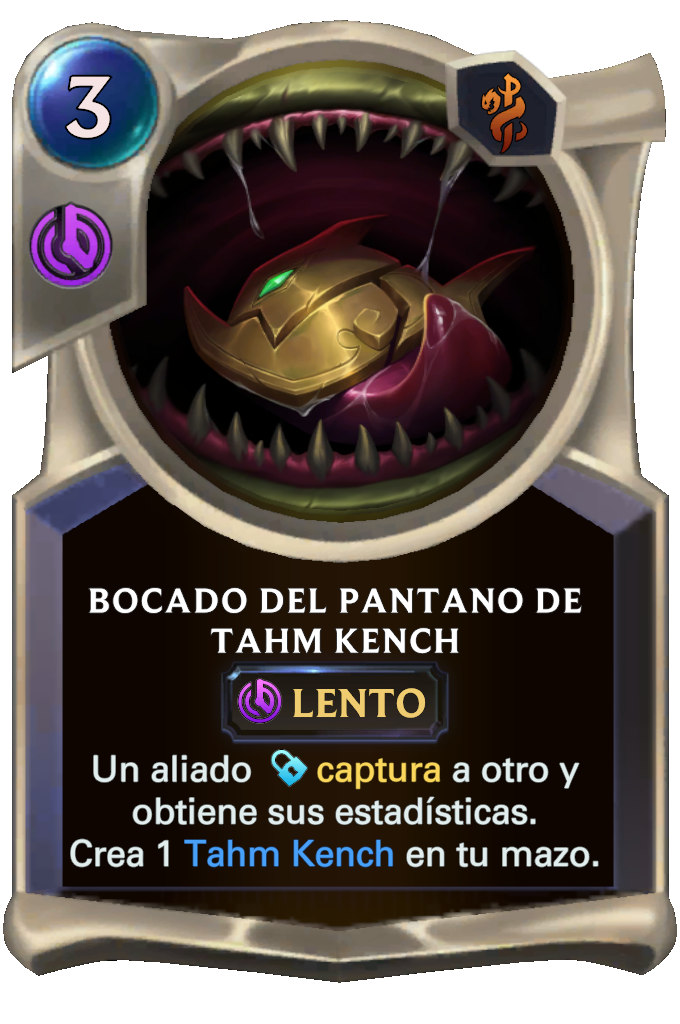 3
BOCADO DEL PANTANO DE
TAHM KENCH
LENTO
Un aliado captura a otro y
obtiene sus estadísticas.
Crea 1 Tahm Kench en tu mazo.